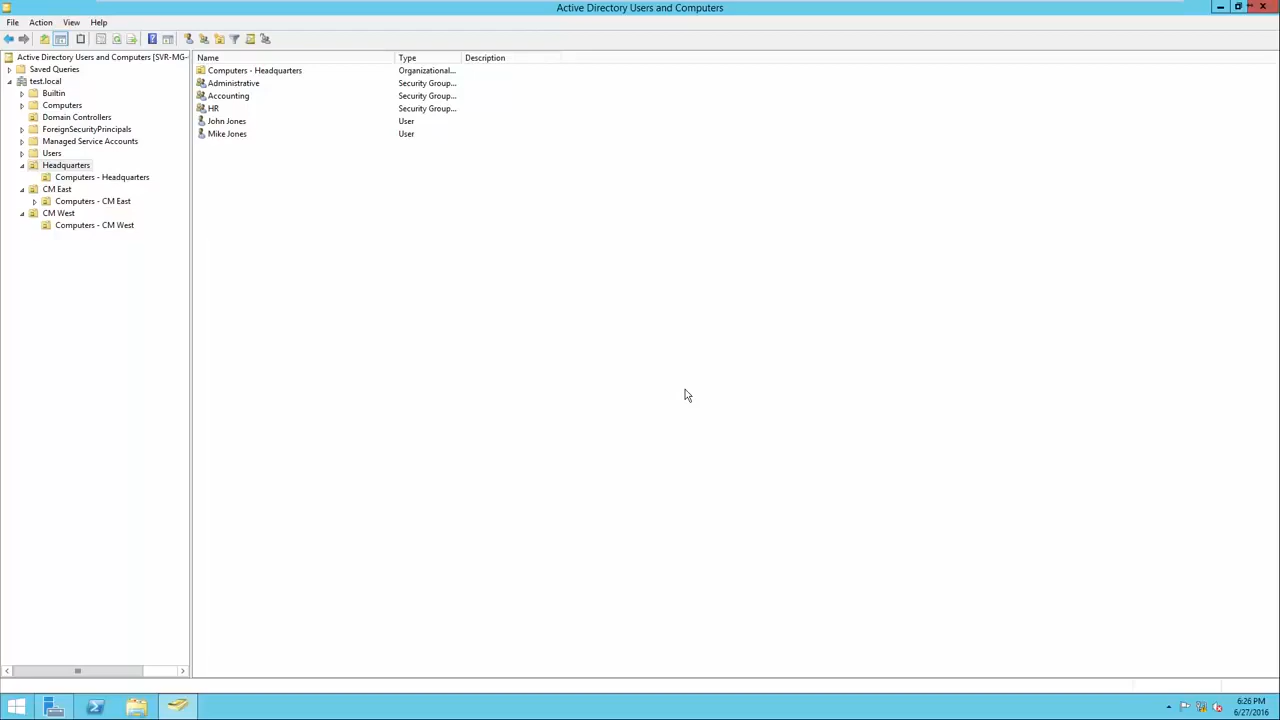 Active Directory Users and Computers
File Action View Help
Active Directory Users and Computers [SVR-MG-
Saved Queries
test.local
Builtin
Computers
Domain Controllers
ForeignSecurityPrincipals
Managed Service Accounts
Users
Headquarters
Computers - Headquarters
CM East
Computers - CM East
CM West
Computers - CM West
Name Type Description
Computers - Headquarters Organizational...
Administrative Security Group...
Accounting Security Group...
HR Security Group...
John Jones User
Mike Jones User
6:26 PM
6/27/2016